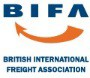 BIFA
BRITISH INTERNATIONAL
FREIGHT ASSOCIATION